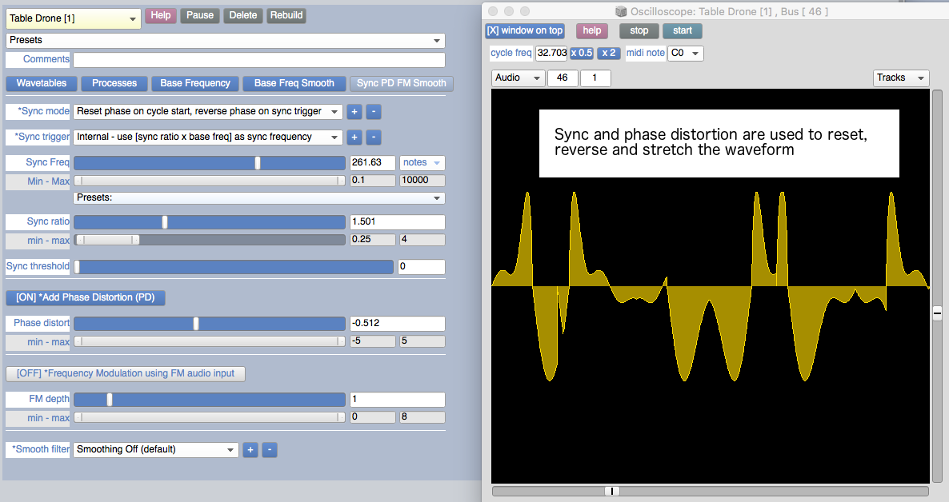 Table Drone [1]
Help
Pause
Delete
Rebuild
Presets
Comments
Wavetables
Processes
Base Frequency
Base Freq Smooth
Sync PD FM Smooth
*Sync mode
Reset phase on cycle start, reverse phase on sync trigger
+
-
*Sync trigger
Internal - use [sync ratio x base freq] as sync frequency
+
-
Sync Freq
261.63
notes
Min - Max
0.1
10000
Presets:
Sync ratio
1.501
min - max
0.25
4
Sync threshold
0
[ON] *Add Phase Distortion (PD)
Phase distort
-0.512
min - max
-5
5
[OFF] *Frequency Modulation using FM audio input
FM depth
1
min - max
0
8
*Smooth filter
Smoothing Off (default)
+
-
Oscilloscope: Table Drone [1] , Bus [ 46 ]
[X] window on top
help
stop
start
cycle freq
32.703
x 0.5
x 2
midi note
C0
Audio
46
1
Tracks
Sync and phase distortion are used to reset,
reverse and stretch the waveform